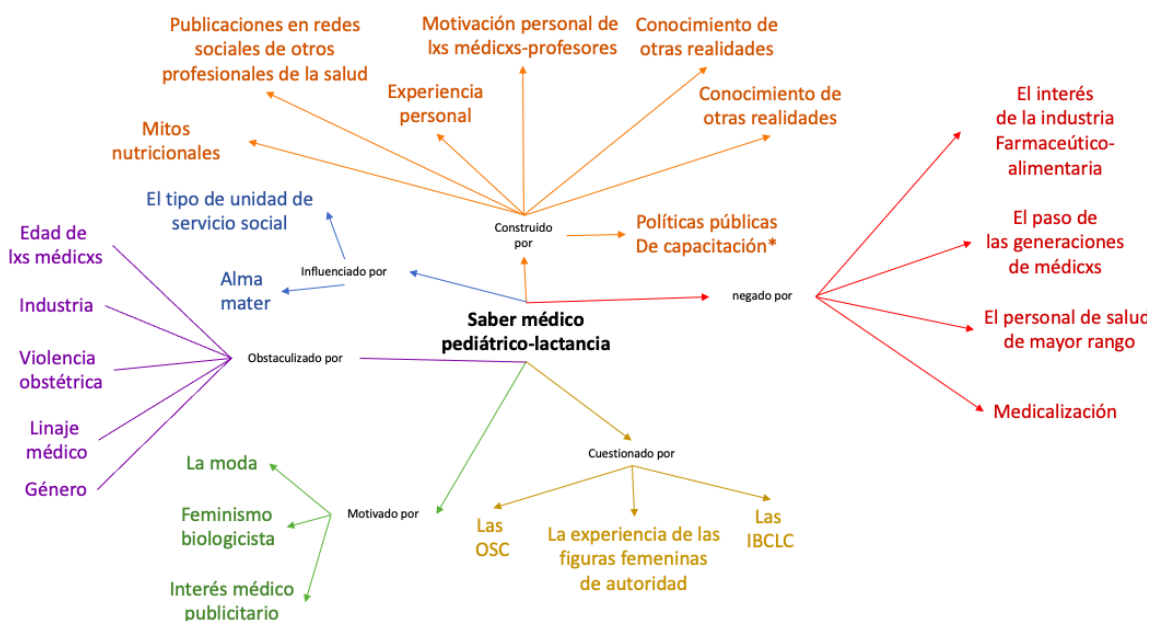 Publicaciones en redes
sociales de otros
profesionales de la salud
Motivación personal de
lxs médicxs-profesores
Conocimiento de
otras realidades
Experiencia
personal
Conocimiento de
otras realidades
Mitos
nutricionales
El interés
de la industria
Farmaceútico-
alimentaria
El tipo de unidad de
servicio social
Construido
por
Políticas públicas
De capacitación*
El paso de
las generaciones
de médicxs
Edad de
lxs médicxs
Influenciado por
Alma
mater
negado por
Industria
Saber médico
pediátrico-lactancia
El personal de salud
de mayor rango
Violencia
obstétrica
Obstaculizado por
Medicalización
Linaje
médico
Género
La moda
Cuestionado por
Feminismo
biologicista
Motivado por
Las
OSC
La experiencia de las
figuras femeninas
de autoridad
Las
IBCLC
Interés médico
publicitario